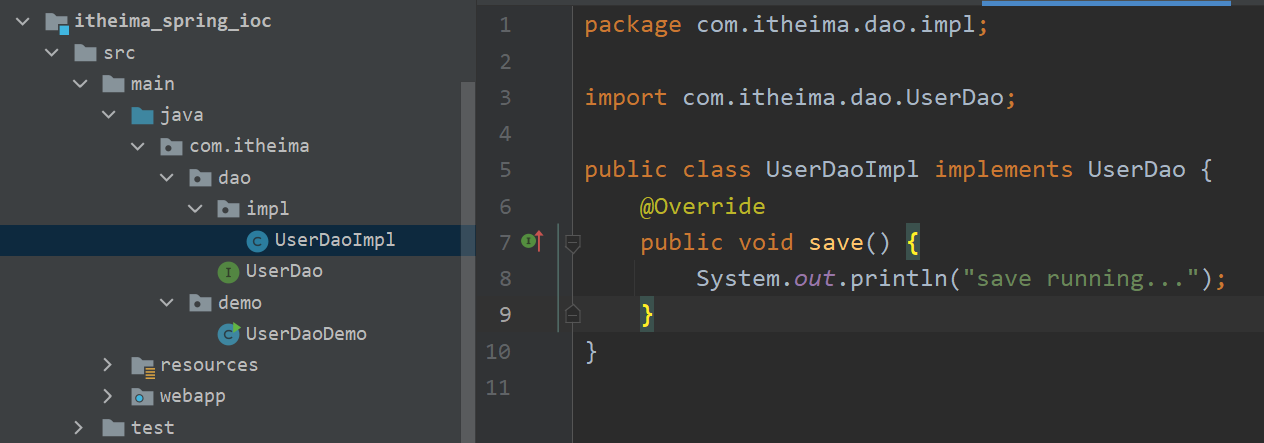 itheima_spring_ioc
src
main
java
com.itheima
dao
impl
UserDaoImpl
UserDao
demo
UserDaoDemo
resources
webapp
test
1 package com.itheima.dao.impl;
2
3 import com.itheima.dao.UserDao;
4
5 public class UserDaoImpl implements UserDao {
6 @Override
7 public void save() {
8 System.out.println("save running...");
9 }
10 }
11